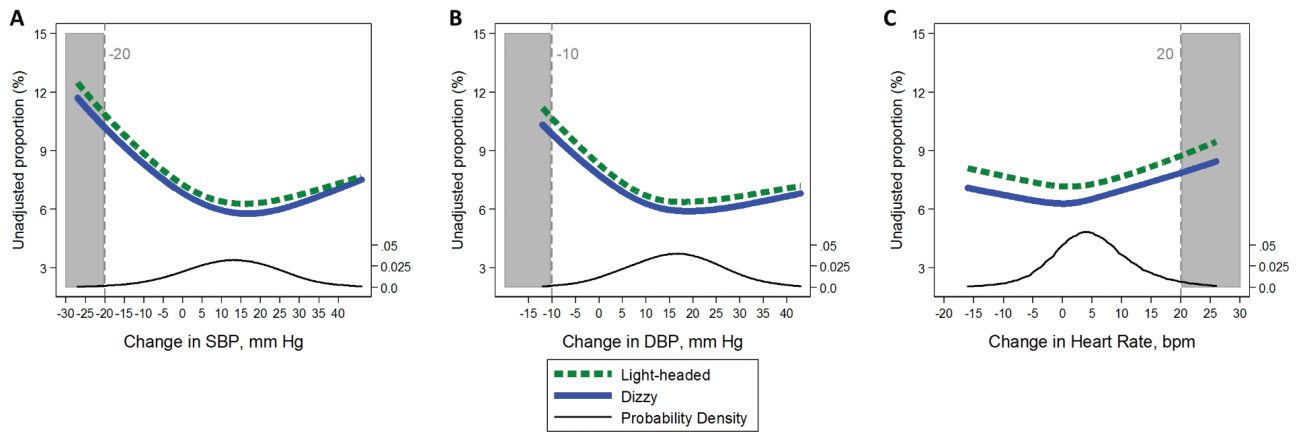 A
Unadjusted proportion (%)
15
12
9
6
3
-20
.05
0.025
0.0
-30 -25 -20 -15 -10 -5 0 5 10 15 20 25 30 35 40 45
Change in SBP, mm Hg
B
Unadjusted proportion (%)
15
12
9
6
3
-10
.05
0.025
0.0
-15 -10 -5 0 5 10 15 20 25 30 35 40
Change in DBP, mm Hg
C
Unadjusted proportion (%)
15
12
9
6
3
20
.05
0.025
0.0
-20 -15 -10 -5 0 5 10 15 20 25 30
Change in Heart Rate, bpm
Light-headed
Dizzy
Probability Density